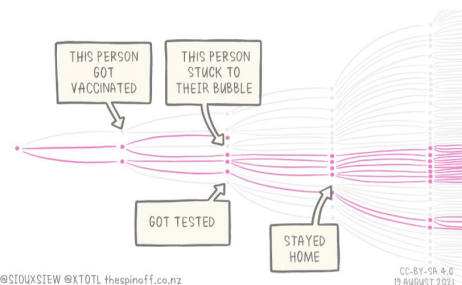 THIS PERSON
GOT
VACCINATED
THIS PERSON
STUCK TO
THEIR BUBBLE
GOT TESTED
STAYED
HOME
@SIOUXSIEW @XTOTL thespinoff.co.nz
CC-BY-SA 4.0
19 AUGUST 2021